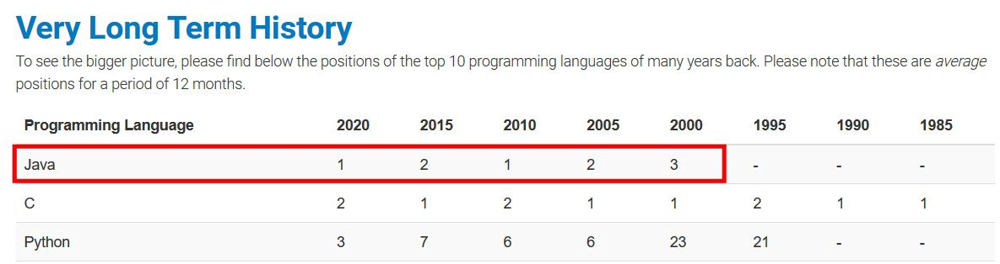 Very Long Term History
To see the bigger picture, please find below the positions of the top 10 programming languages of many years back. Please note that these are average
positions for a period of 12 months.
Programming Language 2020 2015 2010 2005 2000 1995 1990 1985
Java 1 2 1 2 3 - - -
C 2 1 2 1 1 2 1 1
Python 3 7 6 6 23 21 - -